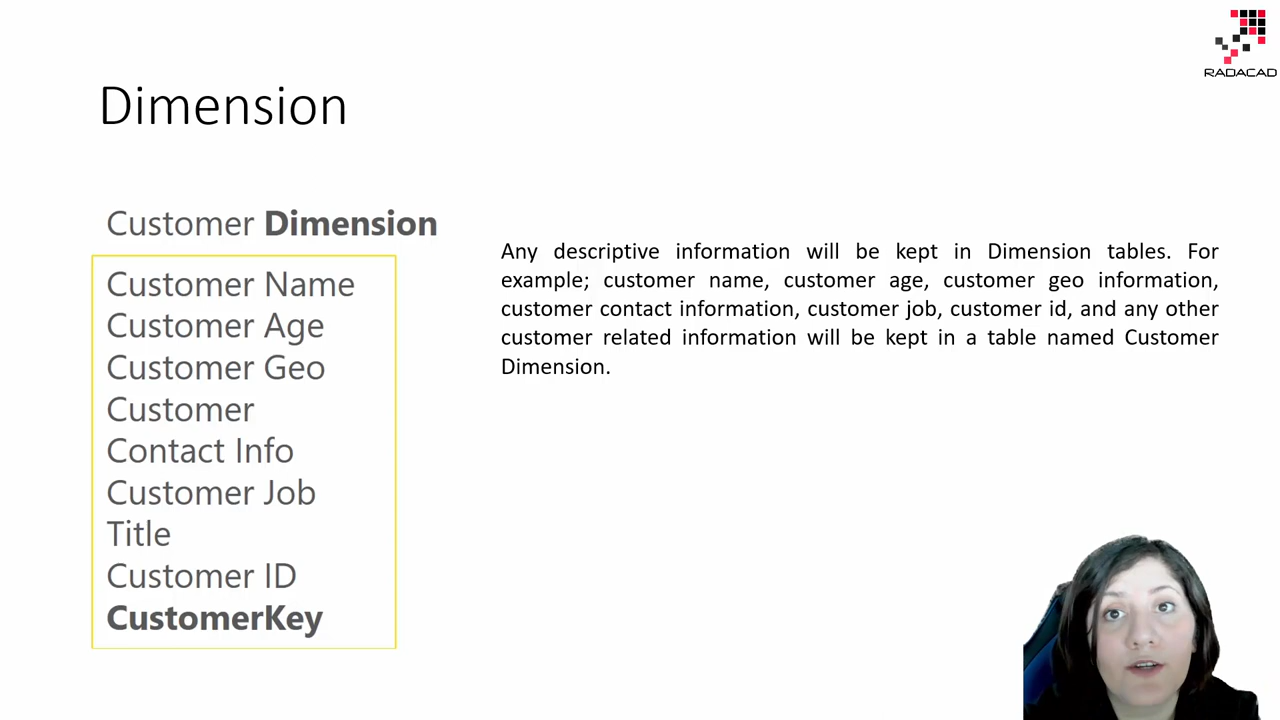 RADACAD
Dimension
Customer Dimension
Customer Name
Customer Age
Customer Geo
Customer
Contact Info
Customer Job
Title
Customer ID
CustomerKey
Any descriptive information will be kept in Dimension tables. For
example; customer name, customer age, customer geo information,
customer contact information, customer job, customer id, and any other
customer related information will be kept in a table named Customer
Dimension.